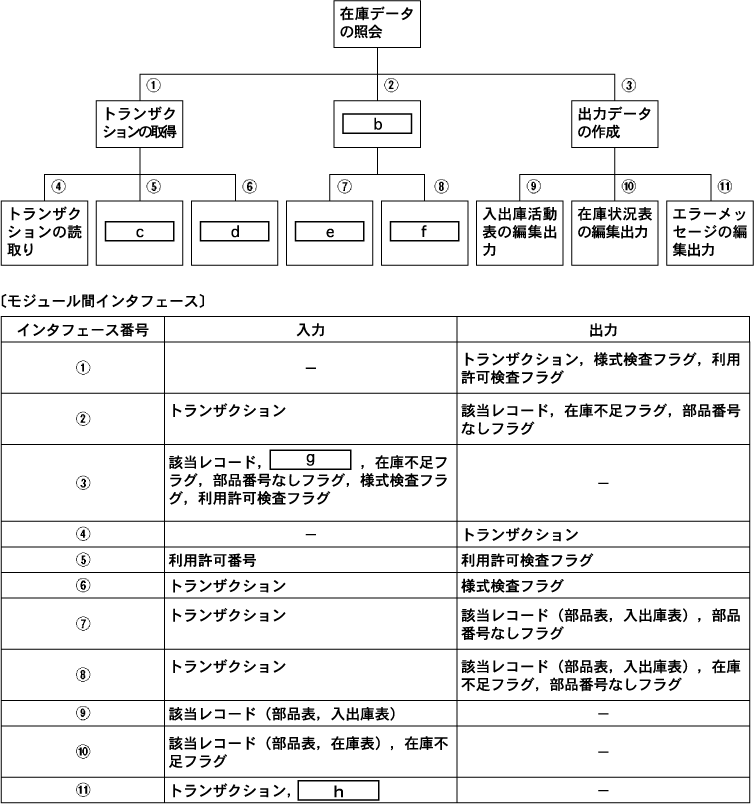 在庫データ
の照会
①
②
③
トランザク
ションの取得
b
出力データ
の作成
④
⑤
⑥
⑦
⑧
⑨
⑩
⑪
トランザク
ションの読
取り
c
d
e
f
入出庫活動
表の編集出
力
在庫状況表
の編集出力
エラーメッ
セージの編
集出力
〔モジュール間インタフェース〕
インタフェース番号 入力 出力
① － トランザクション，様式検査フラグ，利用
許可検査フラグ
② トランザクション 該当レコード，在庫不足フラグ，部品番号
なしフラグ
③ 該当レコード， g ，在庫不足フ
ラグ，部品番号なしフラグ，様式検査フラ
グ，利用許可検査フラグ －
④ － トランザクション
⑤ 利用許可番号 利用許可検査フラグ
⑥ トランザクション 様式検査フラグ
⑦ トランザクション 該当レコード（部品表，入出庫表），部品
番号なしフラグ
⑧ トランザクション 該当レコード（部品表，入出庫表），在庫
不足フラグ，部品番号なしフラグ
⑨ 該当レコード（部品表，入出庫表） －
⑩ 該当レコード（部品表，在庫表），在庫不
足フラグ －
⑪ トランザクション， h －